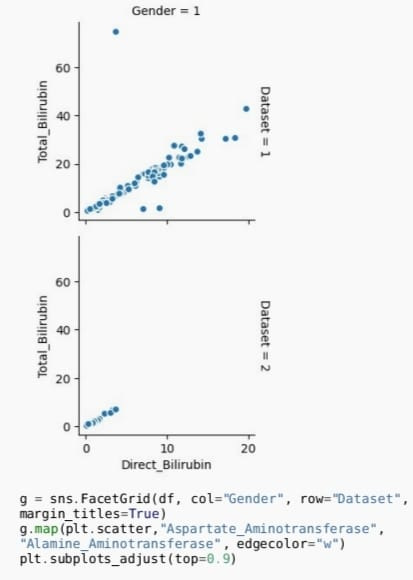 Gender = 1
Total_Bilirubin
60
40
20
0
Dataset = 1
Total_Bilirubin
60
40
20
0
Dataset = 2
0 10 20
Direct_Bilirubin
g = sns.FacetGrid(df, col="Gender", row="Dataset",
margin_titles=True)
g.map(plt.scatter,"Aspartate_Aminotransferase",
"Alamine_Aminotransferase", edgecolor="w")
plt.subplots_adjust(top=0.9)